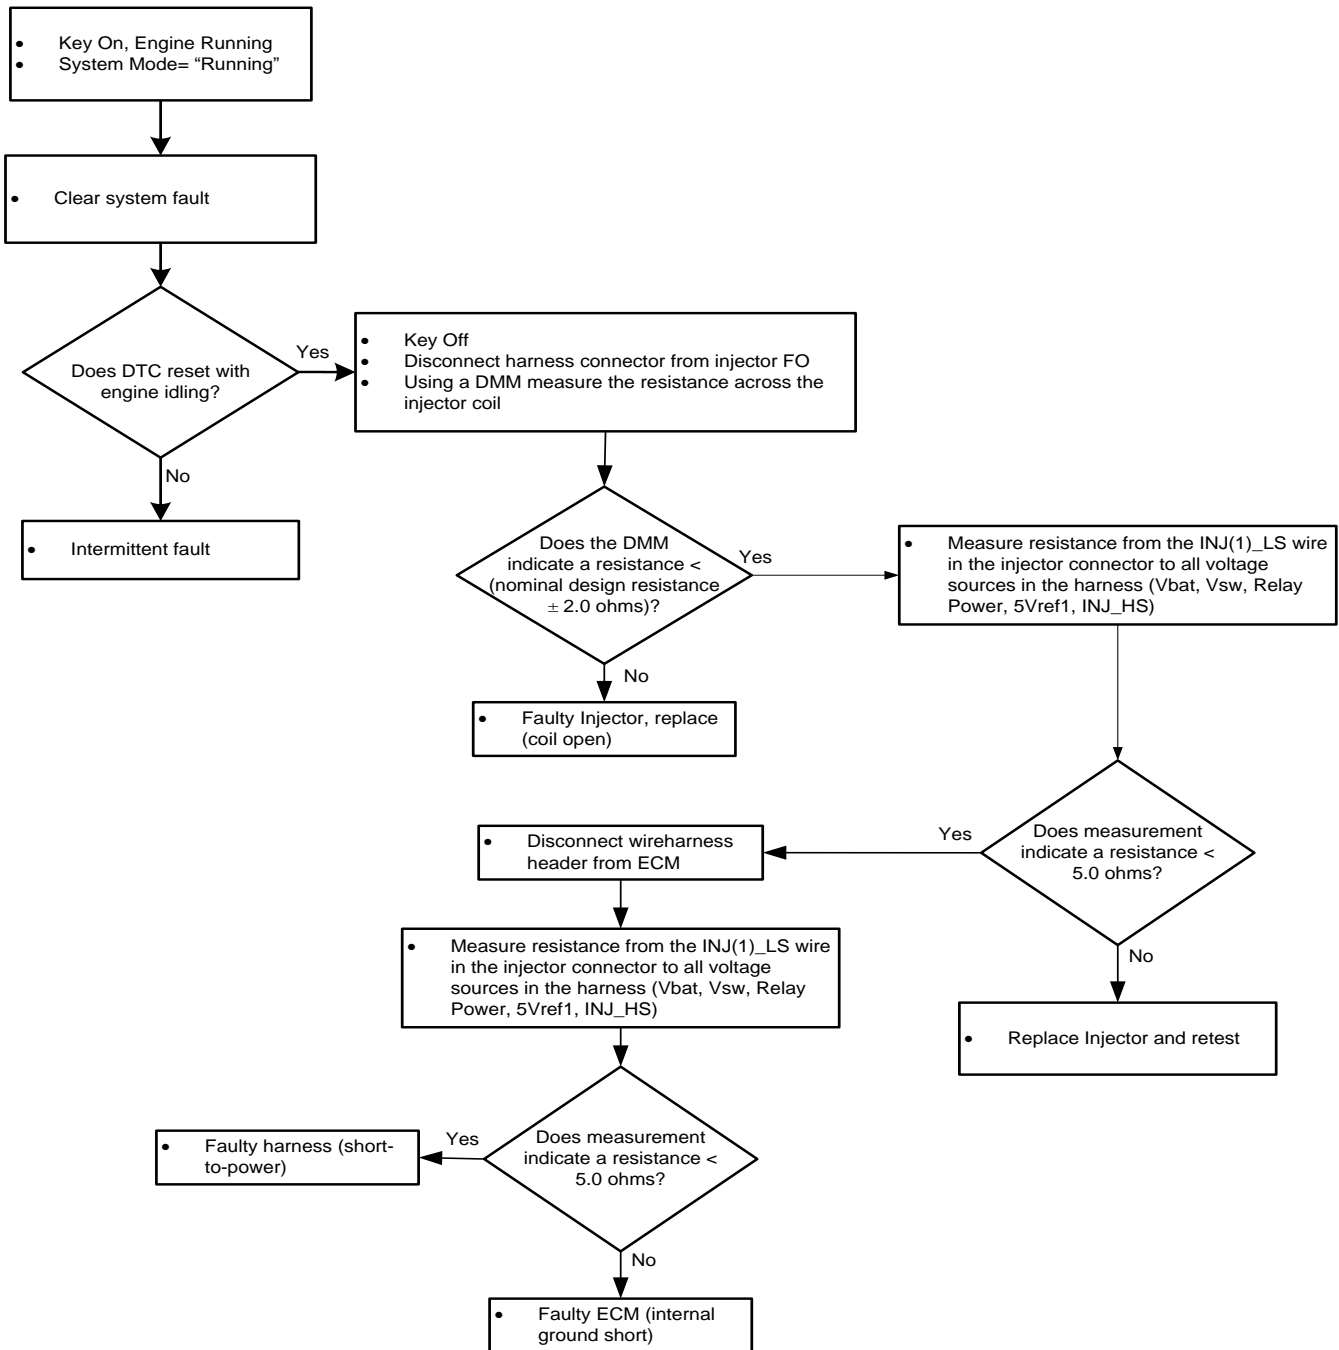 • Key On, Engine Running
• System Mode= “Running”
• Clear system fault
Does DTC reset with
engine idling?
Yes
No
• Intermittent fault
• Key Off
• Disconnect harness connector from injector FO
• Using a DMM measure the resistance across the
injector coil
Does the DMM
indicate a resistance <
(nominal design resistance
± 2.0 ohms)?
Yes
No
• Faulty Injector, replace
(coil open)
• Measure resistance from the INJ(1)_LS wire
in the injector connector to all voltage
sources in the harness (Vbat, Vsw, Relay
Power, 5Vref1, INJ_HS)
Does measurement
indicate a resistance <
5.0 ohms?
Yes
No
• Replace Injector and retest
• Disconnect wireharness
header from ECM
• Measure resistance from the INJ(1)_LS wire
in the injector connector to all voltage
sources in the harness (Vbat, Vsw, Relay
Power, 5Vref1, INJ_HS)
Does measurement
indicate a resistance <
5.0 ohms?
Yes
• Faulty harness (short-
to-power)
No
• Faulty ECM (internal
ground short)